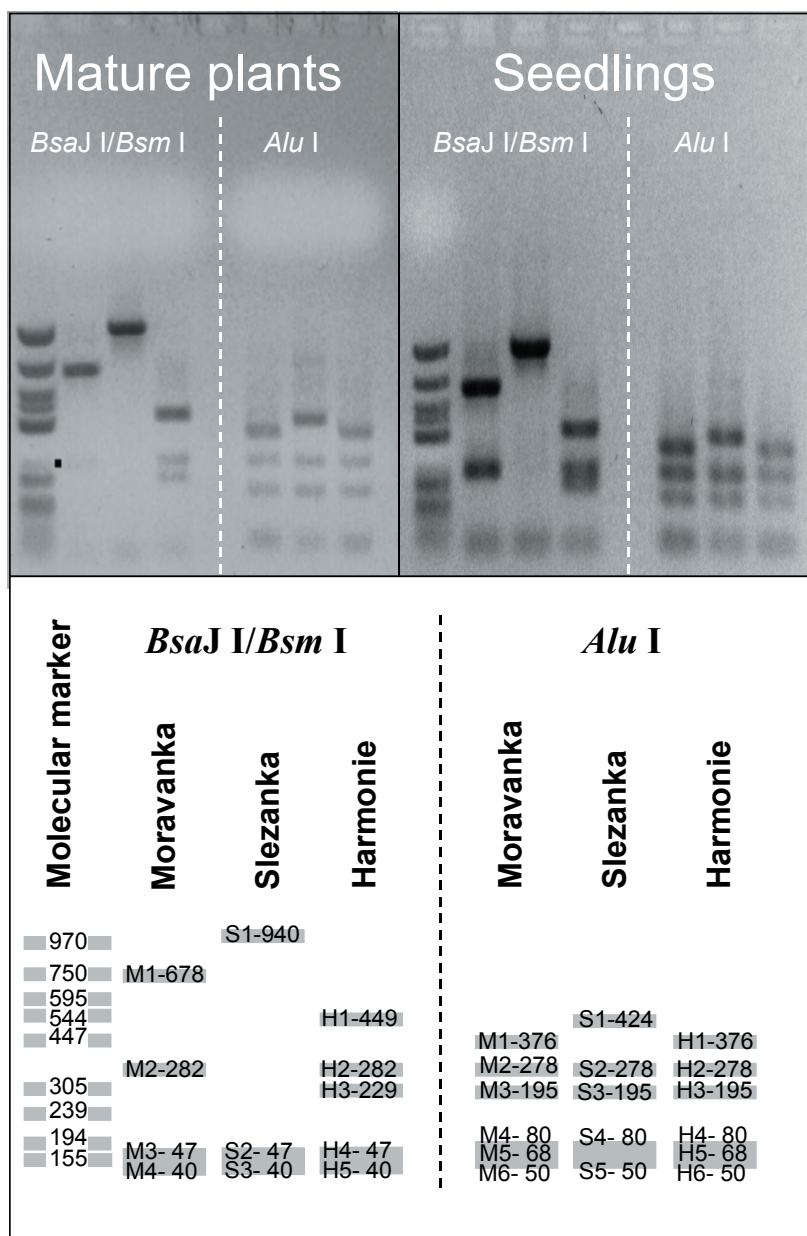 Mature plants
Seedlings
BsaJ I/Bsm I
Alu I
BsaJ I/Bsm I
Alu I
BsaJ I/Bsm I
Alu I
Molecular marker
Moravanka
Slezanka
Harmonie
Moravanka
Slezanka
Harmonie
970
750
595
544
447
305
239
194
155
M1-678
M2-282
M3- 47
M4- 40
S1-940
S2- 47
S3- 40
H1-449
H2-282
H3-229
H4- 47
H5- 40
M1-376
M2-278
M3-195
M4- 80
M5- 68
M6- 50
S1-424
S2-278
S3-195
S4- 80
S5- 50
H1-376
H2-278
H3-195
H4- 80
H5- 68
H6- 50